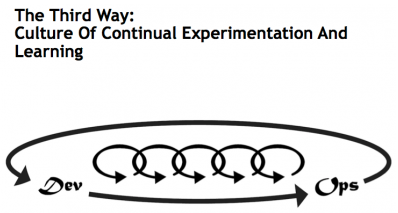 The Third Way:
Culture Of Continual Experimentation And
Learning
Dev
Ops